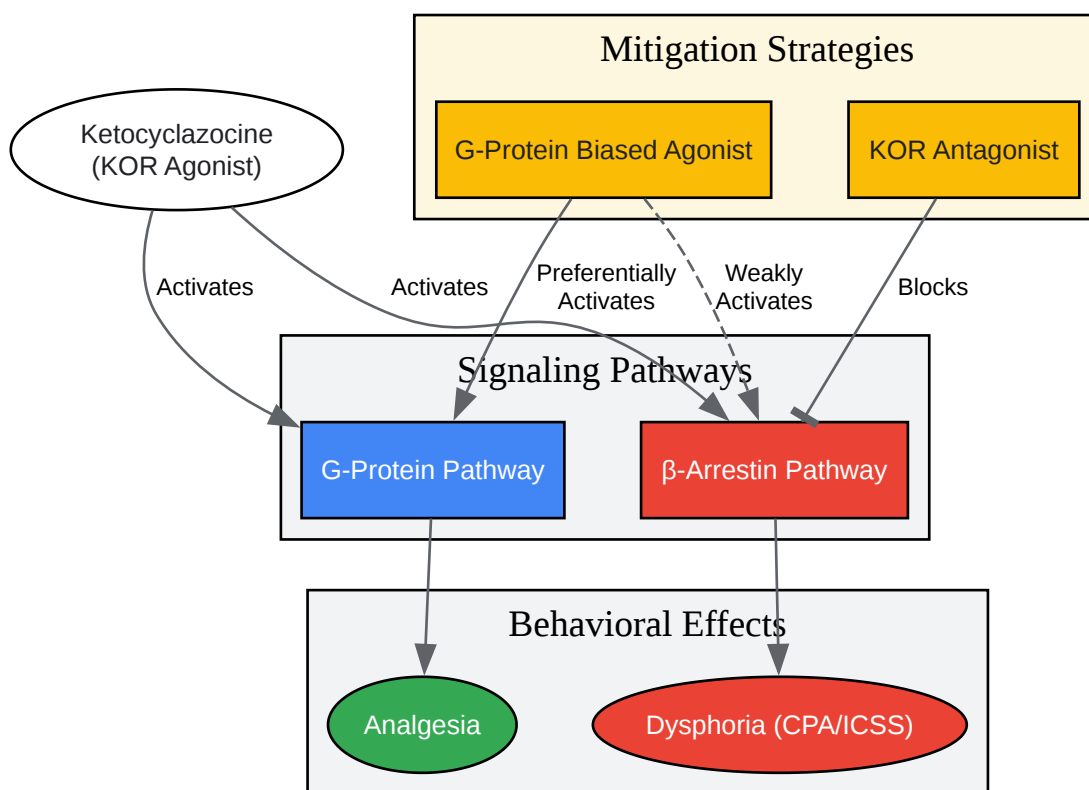 Mitigation Strategies
Ketocyclazocine
(KOR Agonist)
G-Protein Biased Agonist
KOR Antagonist
Activates
Activates
Preferentially
Activates
Weakly
Activates
Blocks
Signaling Pathways
G-Protein Pathway
β-Arrestin Pathway
Behavioral Effects
Analgesia
Dysphoria (CPA/ICSS)